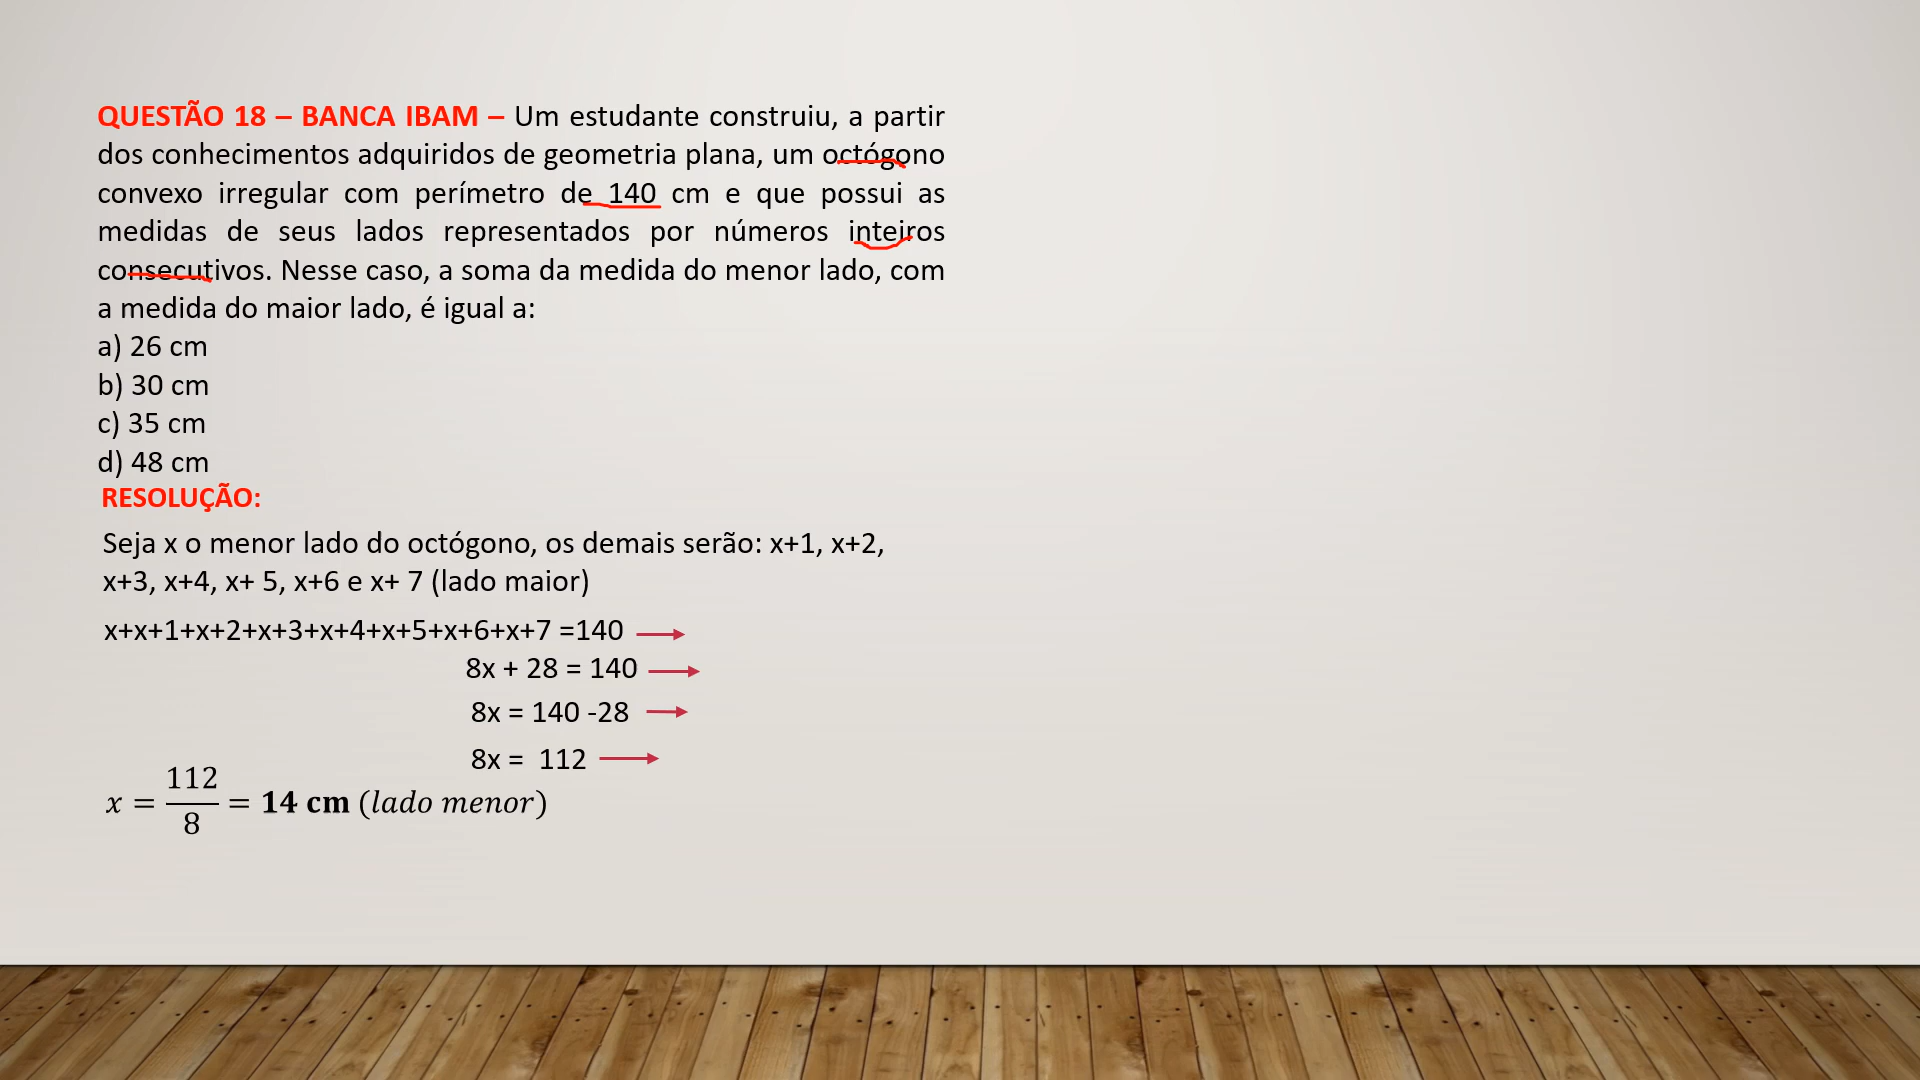 QUESTÃO 18 – BANCA IBAM – Um estudante construiu, a partir
dos conhecimentos adquiridos de geometria plana, um octógono
convexo irregular com perímetro de 140 cm e que possui as
medidas de seus lados representados por números inteiros
consecutivos. Nesse caso, a soma da medida do menor lado, com
a medida do maior lado, é igual a:
a) 26 cm
b) 30 cm
c) 35 cm
d) 48 cm
RESOLUÇÃO:
Seja x o menor lado do octógono, os demais serão: x+1, x+2,
x+3, x+4, x+ 5, x+6 e x+ 7 (lado maior)
x+x+1+x+2+x+3+x+4+x+5+x+6+x+7 =140
8x + 28 = 140
8x = 140 -28
8x = 112
x = 112/8 = 14 cm (lado menor)